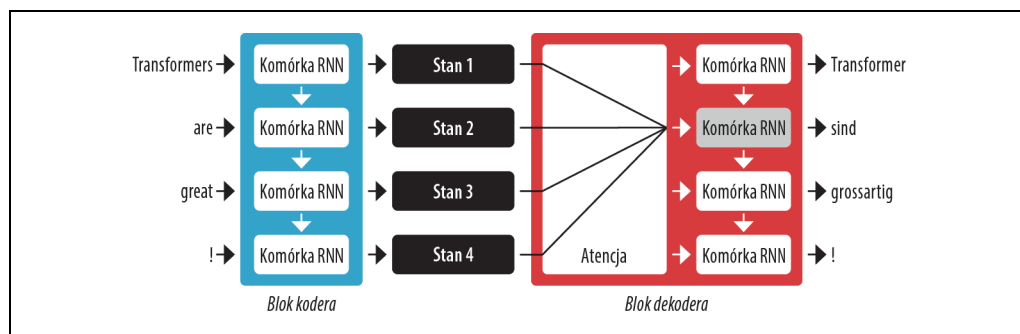 Transformers Komórka RNN Stan 1 Komórka RNN Transformer
are Komórka RNN Stan 2 Komórka RNN sind
great Komórka RNN Stan 3 Komórka RNN grossartig
! Komórka RNN Stan 4 Atencja Komórka RNN !
Blok kodera Blok dekodera